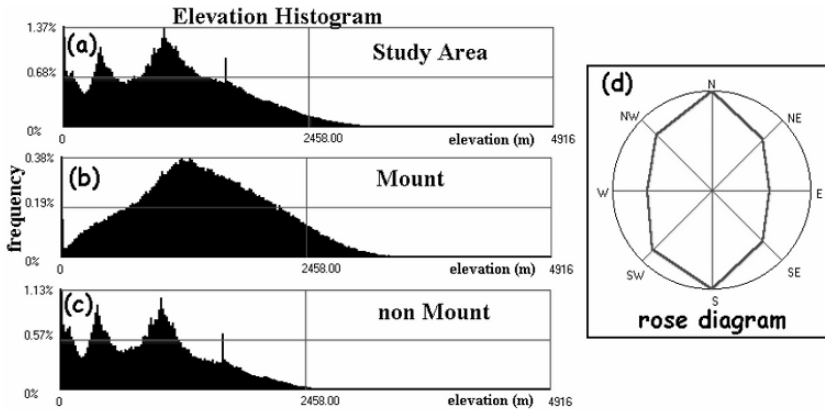 Elevation Histogram
frequency
(a)
Study Area
1.37%
0.68%
0%
0
2458.00
elevation (m)
4916
(b)
Mount
0.38%
0.19%
0%
0
2458.00
elevation (m)
4916
(c)
non Mount
1.13%
0.57%
0%
0
2458.00
elevation (m)
4916
(d)
N
NW
NE
W
E
SW
SE
S
rose diagram